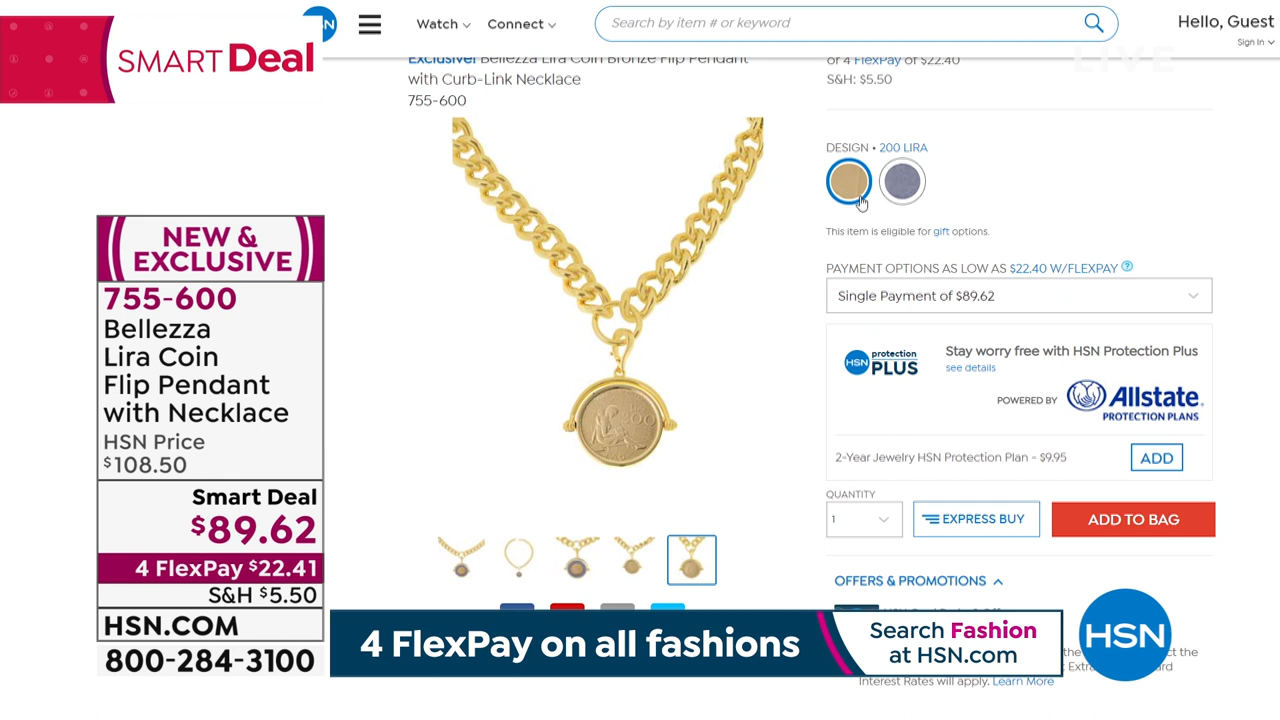 SMART Deal
N
Watch
Connect
Search by item # or keyword
Hello, Guest
Sign In
LIVE
Exclusive! Bellezza Lira Coin Bronze Flip Pendant
with Curb-Link Necklace
755-600
or 4 FlexPay of $22.40
S&H: $5.50
DESIGN • 200 LIRA
This item is eligible for gift options.
PAYMENT OPTIONS AS LOW AS $22.40 W/FLEXPAY ?
Single Payment of $89.62
HSN protection PLUS
Stay worry free with HSN Protection Plus
see details
POWERED BY Allstate
PROTECTION PLANS
2-Year Jewelry HSN Protection Plan - $9.95
ADD
QUANTITY
1
EXPRESS BUY
ADD TO BAG
OFFERS & PROMOTIONS
NEW &
EXCLUSIVE
755-600
Bellezza
Lira Coin
Flip Pendant
with Necklace
HSN Price
$108.50
Smart Deal
$89.62
4 FlexPay $22.41
S&H $5.50
HSN.COM
800-284-3100
4 FlexPay on all fashions
Search Fashion
at HSN.com
HSN
Interest Rates will apply. Learn More